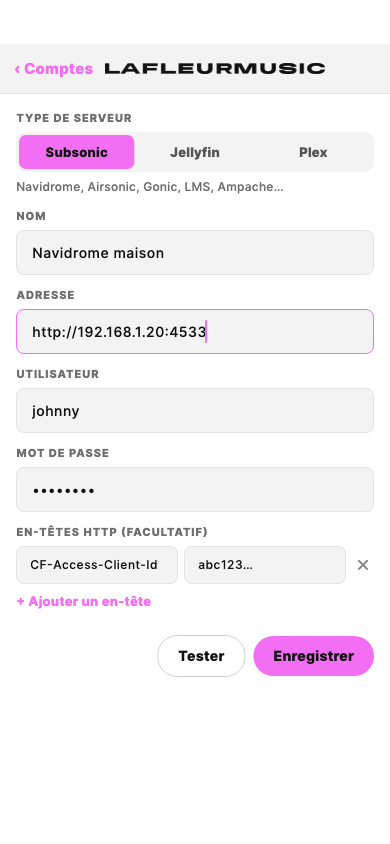 ‹ Comptes LAFLEURMUSIC
TYPE DE SERVEUR
Subsonic Jellyfin Plex
Navidrome, Airsonic, Gonic, LMS, Ampache…
NOM
Navidrome maison
ADRESSE
http://192.168.1.20:4533
UTILISATEUR
johnny
MOT DE PASSE
••••••••
EN-TÊTES HTTP (FACULTATIF)
CF-Access-Client-Id abc123… ✕
+ Ajouter un en-tête
Tester Enregistrer